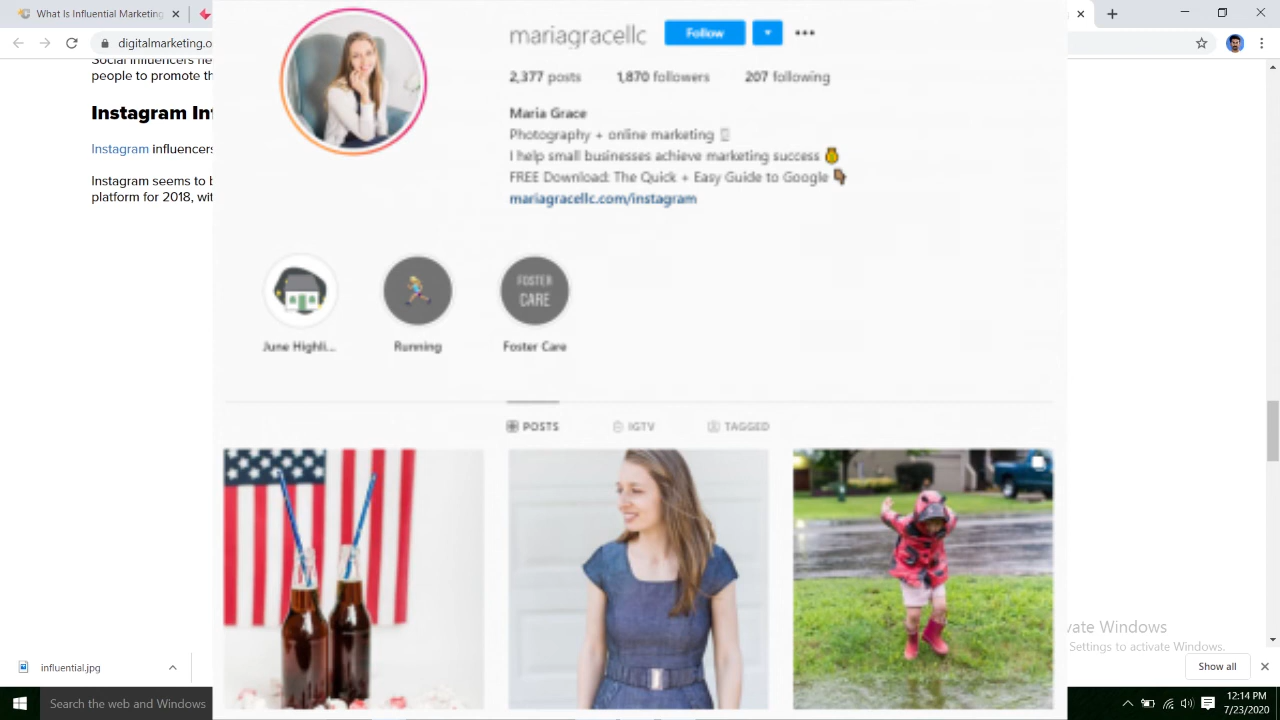 What is Influential Marketing
digitalmarketing.c
Social influencers ne
people to promote th
Instagram In
Instagram influencers
Instagram seems to b
platform for 2018, wit
mariagracellc
Follow
2,377 posts 1,870 followers 207 following
Maria Grace
Photography + online marketing
I help small businesses achieve marketing success
FREE Download: The Quick + Easy Guide to Google
mariagracellc.com/instagram
FOSTER
CARE
June Highli... Running Foster Care
POSTS IGTV TAGGED
vate Windows
Settings to activate Windows.
influential.jpg
Show all
Search the web and Windows
12:14 PM
7/23/2020